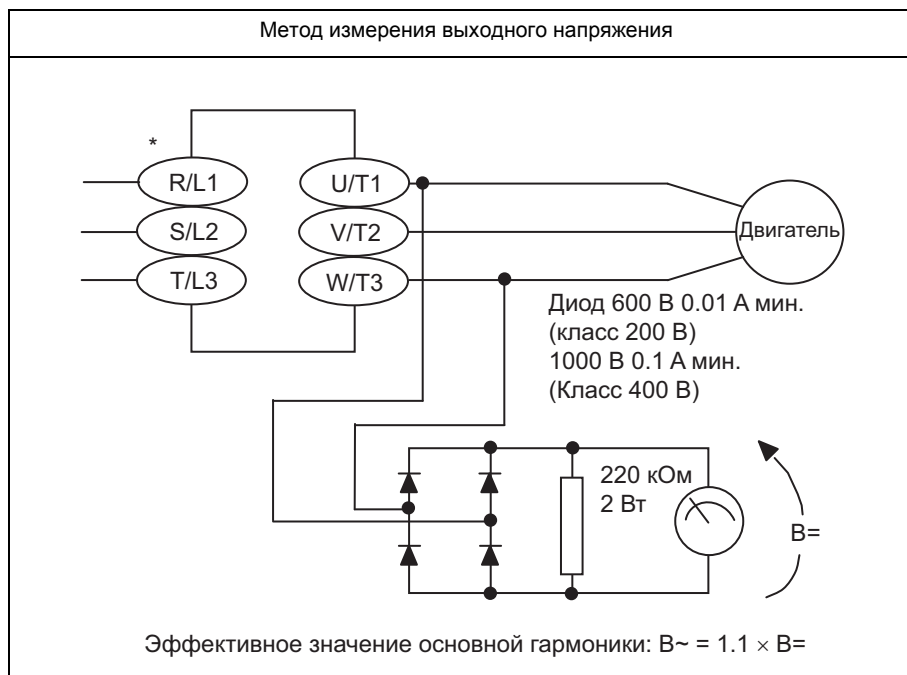 Метод измерения выходного напряжения
*
R/L1
U/T1
S/L2
V/T2
Двигатель
T/L3
W/T3
Диод 600 В 0.01 А мин.
(класс 200 В)
1000 В 0.1 А мин.
(Класс 400 В)
220 кОм
2 Вт
В=
Эффективное значение основной гармоники: В~ = 1.1 × В=